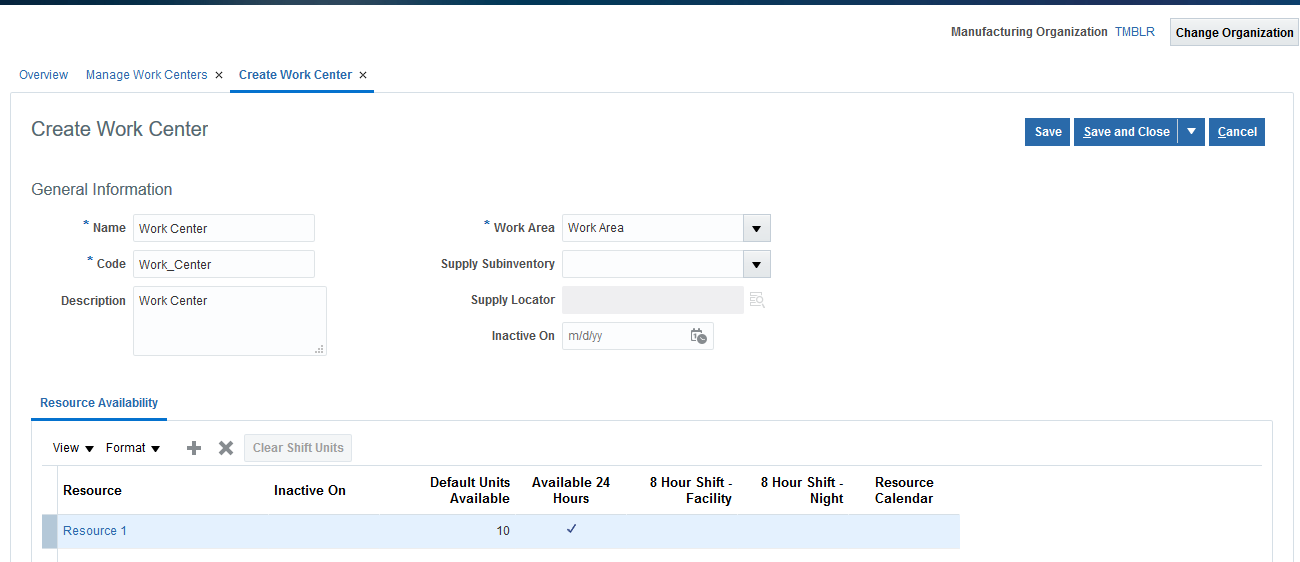 Manufacturing Organization TMBLR Change Organization
Overview Manage Work Centers Create Work Center
Create Work Center
Save Save and Close Cancel
General Information
* Name Work Center * Work Area Work Area
* Code Work_Center Supply Subinventory
Description Work Center Supply Locator
Inactive On m/d/yy
Resource Availability
View Format Clear Shift Units
Resource Inactive On Default Units Available Available 24 Hours 8 Hour Shift - Facility 8 Hour Shift - Night Resource Calendar
Resource 1 10